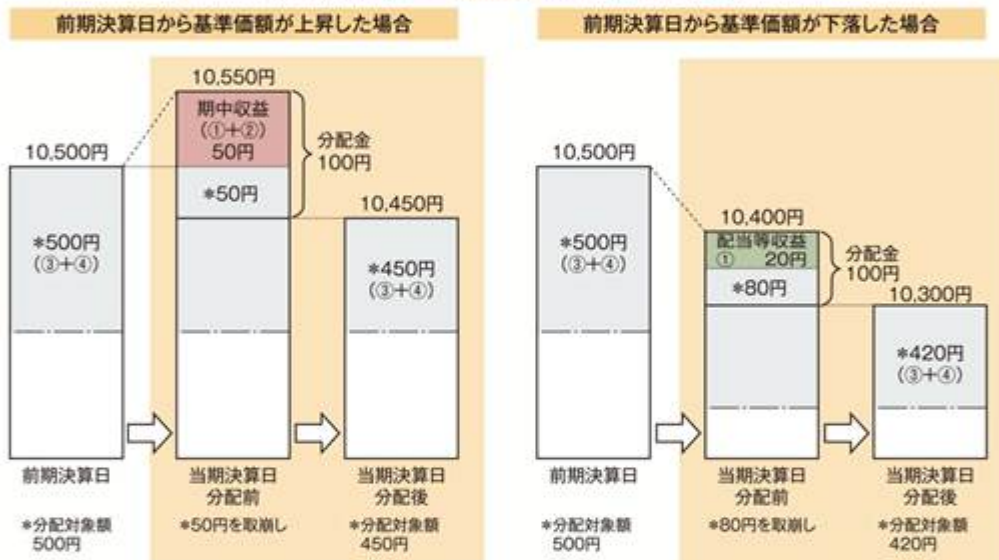 前期決算日から基準価額が上昇した場合
10,550円
期中収益
(①+②)
50円
分配金
100円
10,500円
*50円
10,450円
*500円
(③+④)
*450円
(③+④)
前期決算日
当期決算日
分配前
当期決算日
分配後
*分配対象額
500円
*50円を取崩し
*分配対象額
450円
前期決算日から基準価額が下落した場合
10,500円
10,400円
配当等収益
① 20円
分配金
100円
*80円
10,300円
*500円
(③+④)
*420円
(③+④)
前期決算日
当期決算日
分配前
当期決算日
分配後
*分配対象額
500円
*80円を取崩し
*分配対象額
420円